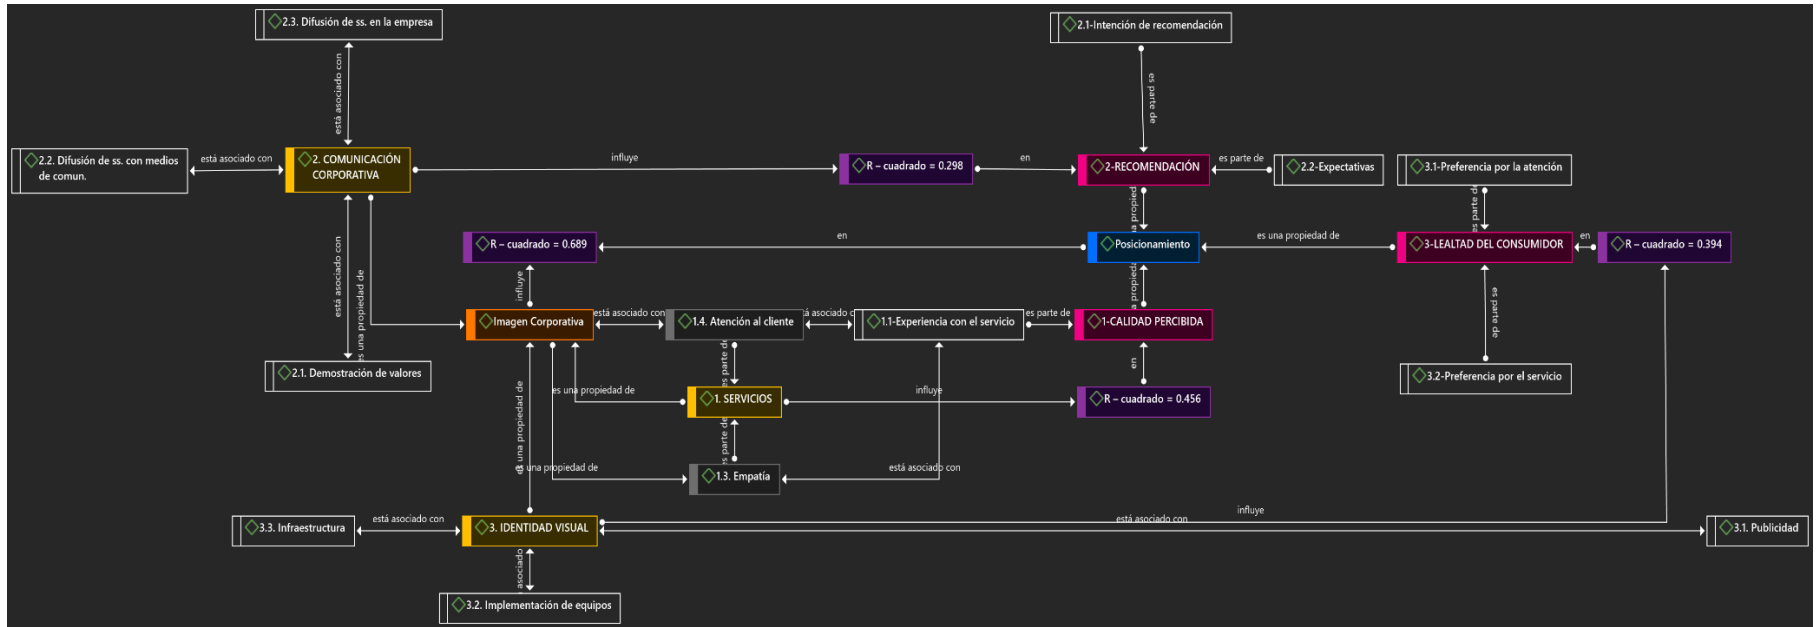 2.3. Difusión de ss. en la empresa
2.1-Intención de recomendación
está asociado con
es parte de
2.2. Difusión de ss. con medios
de comun.
está asociado con
2. COMUNICACIÓN
CORPORATIVA
influye
R – cuadrado = 0.298
en
2-RECOMENDACIÓN
es parte de
2.2-Expectativas
3.1-Preferencia por la atención
está asociado con
es una propiedad de
R – cuadrado = 0.689
en
Posicionamiento
es una propiedad de
3-LEALTAD DEL CONSUMIDOR
en
R – cuadrado = 0.394
es parte de
influye
Imagen Corporativa
está asociado con
1.4. Atención al cliente
1.1-Experiencia con el servicio
es parte de
1-CALIDAD PERCIBIDA
es parte de
2.1. Demostración de valores
es parte de
en
3.2-Preferencia por el servicio
es una propiedad de
es una propiedad de
1. SERVICIOS
influye
R – cuadrado = 0.456
es parte de
es una propiedad de
1.3. Empatía
está asociado con
3.3. Infraestructura
está asociado con
3. IDENTIDAD VISUAL
está asociado con
influye
3.1. Publicidad
asociado
3.2. Implementación de equipos